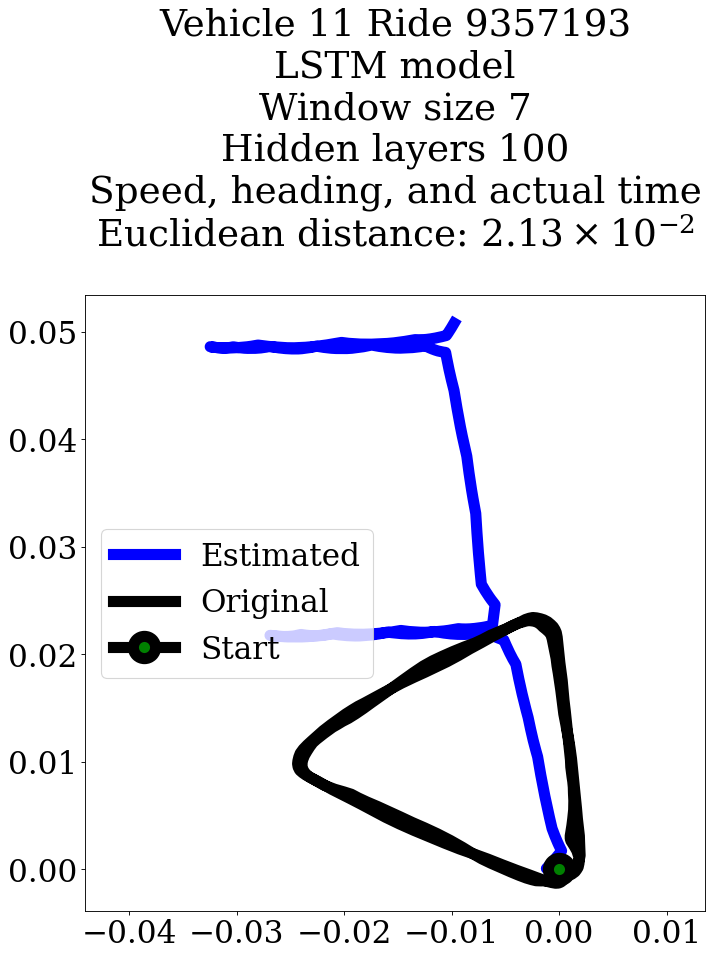 Vehicle 11 Ride 9357193
LSTM model
Window size 7
Hidden layers 100
Speed, heading, and actual time
Euclidean distance: 2.13 × 10⁻²
0.05
0.04
0.03
0.02
0.01
0.00
Estimated
Original
Start
−0.04 −0.03 −0.02 −0.01 0.00 0.01